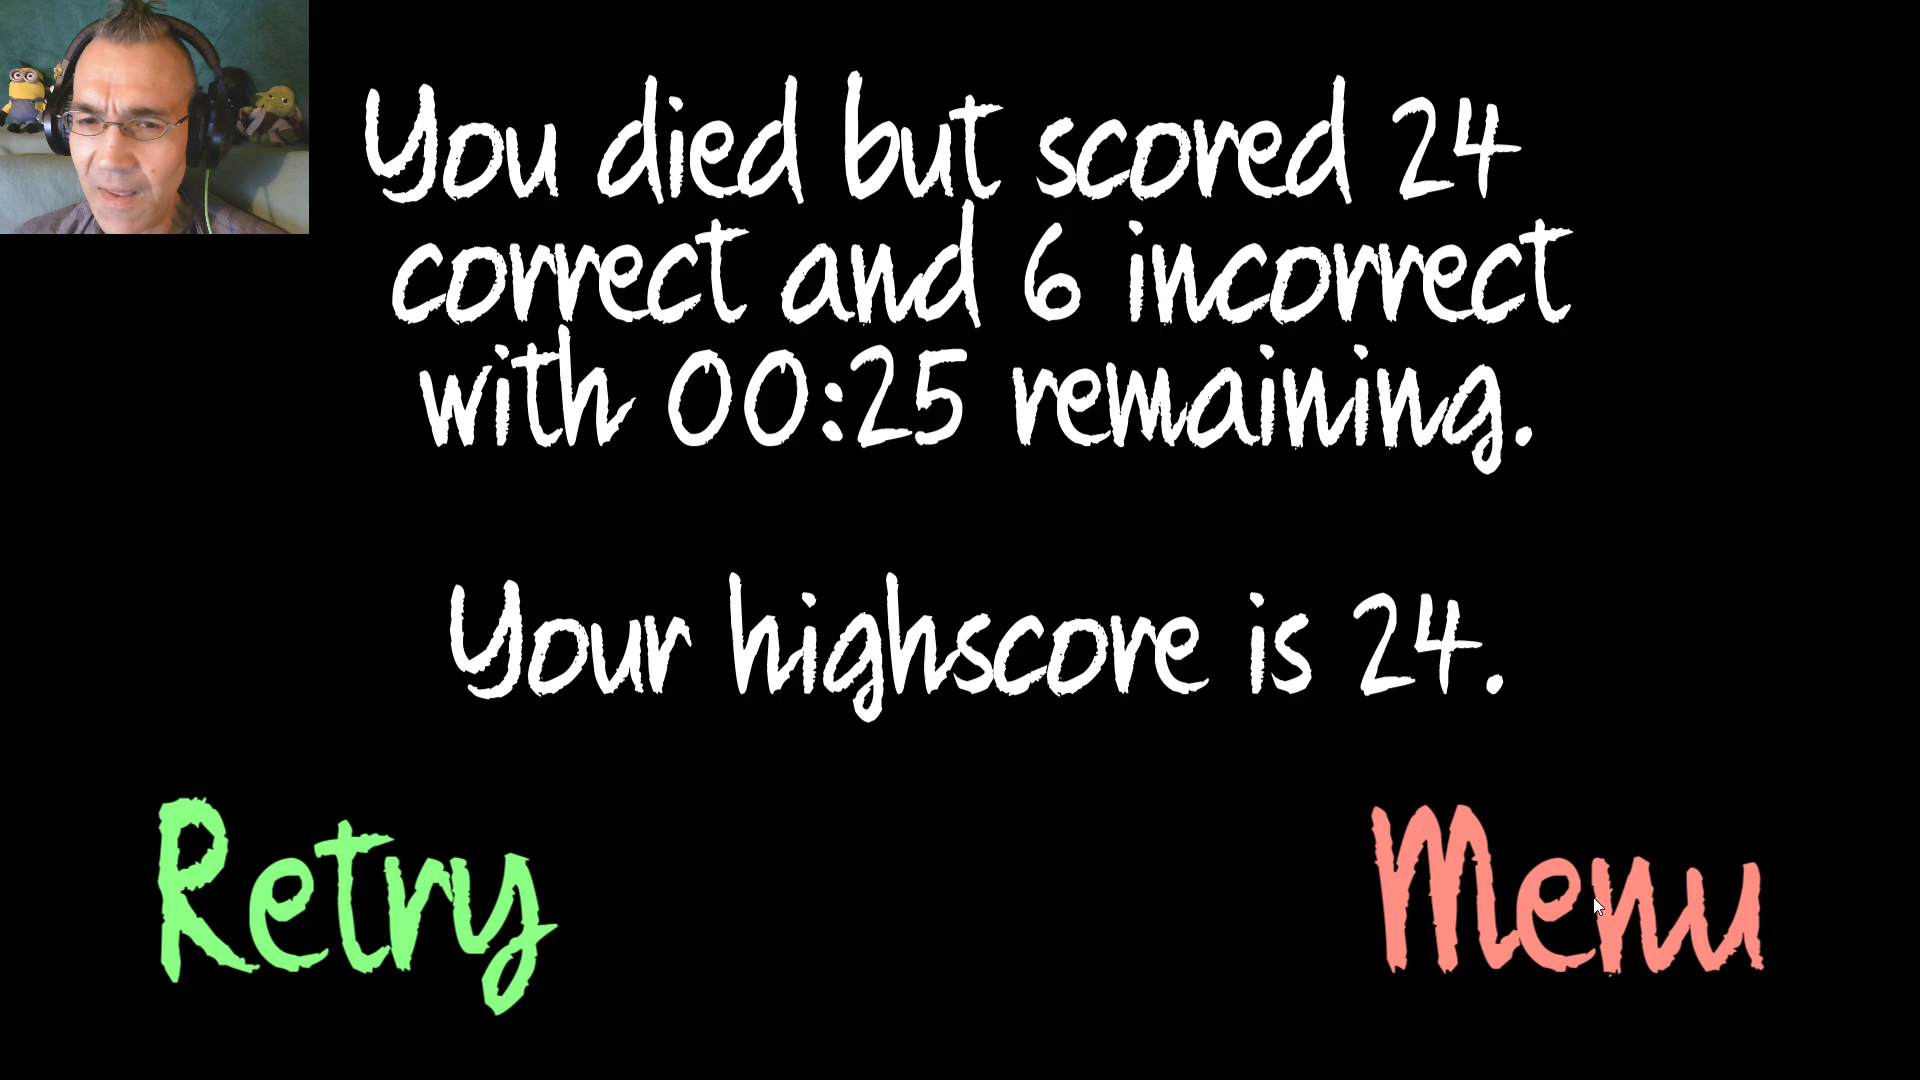 You died but scored 24
correct and 6 incorrect
with 00:25 remaining.
Your highscore is 24.
Retry
Menu